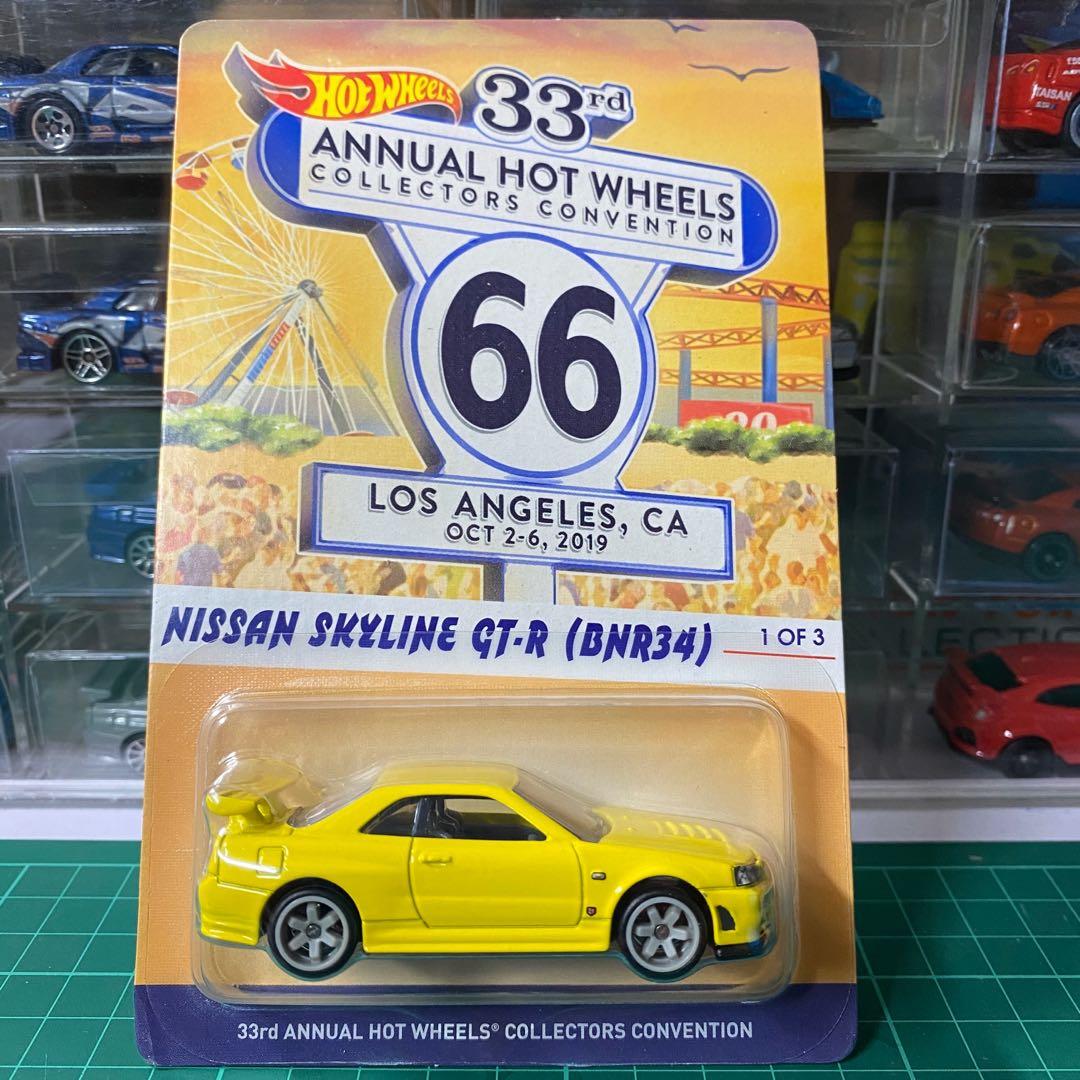 Hot Wheels
33rd
ANNUAL HOT WHEELS
COLLECTORS CONVENTION
66
LOS ANGELES, CA
OCT 2-6, 2019
NISSAN SKYLINE GT-R (BNR34)
1 OF 3
33rd ANNUAL HOT WHEELS® COLLECTORS CONVENTION
TAISAN